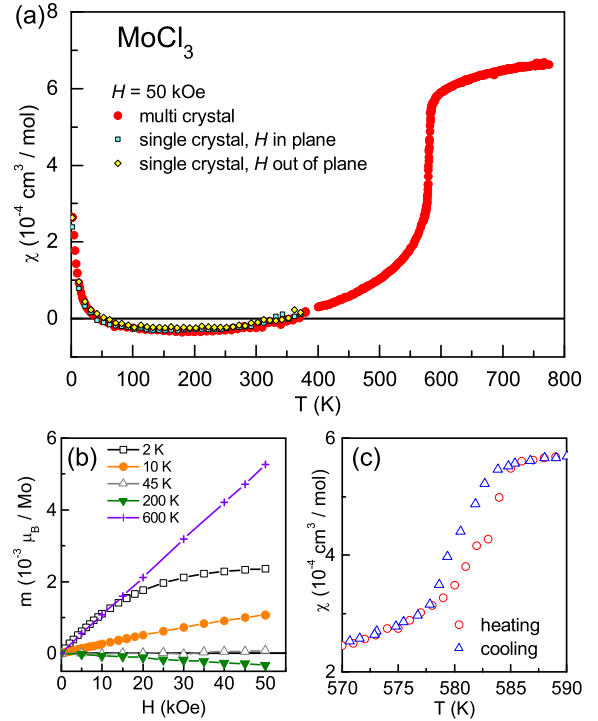 (a)
MoCl₃
H = 50 kOe
multi crystal
single crystal, H in plane
single crystal, H out of plane
χ (10⁻⁴ cm³ / mol)
8
6
4
2
0
0 100 200 300 400 500 600 700 800
T (K)
(b)
2 K
10 K
45 K
200 K
600 K
m (10⁻³ μ_B / Mo)
6
4
2
0
0 10 20 30 40 50
H (kOe)
(c)
χ (10⁻⁴ cm³ / mol)
6
4
2
heating
cooling
570 575 580 585 590
T (K)